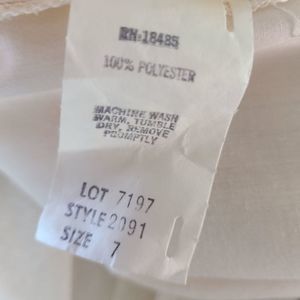 RN-18485
100% POLYESTER
MACHINE WASH
WARM, TUMBLE
DRY, REMOVE
PROMPTLY
LOT 7197
STYLE 2091
SIZE 7